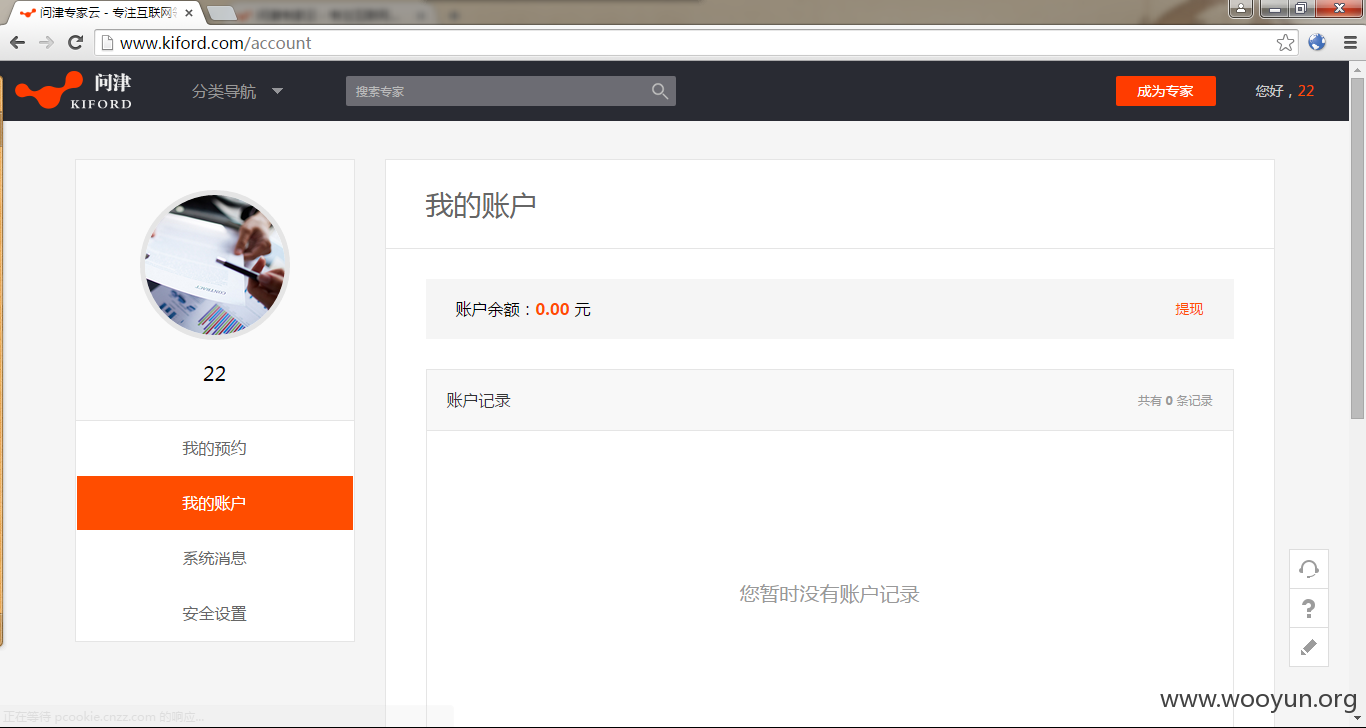 问津专家云 - 专注互联网
www.kiford.com/account
问津
KIFORD
分类导航
搜索专家
成为专家
您好，22
我的账户
账户余额：0.00 元
提现
22
账户记录
共有 0 条记录
我的预约
我的账户
系统消息
安全设置
您暂时没有账户记录
?
www.wooyun.org
正在等待 pcookie.cnzz.com 的响应...